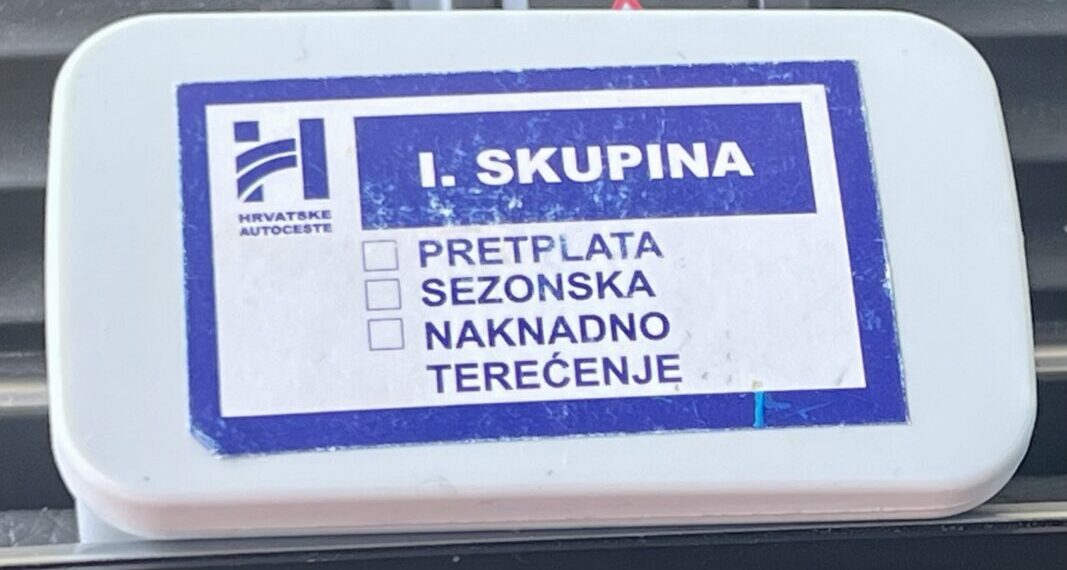 HRVATSKE
AUTOCESTE
I. SKUPINA
PRETPLATA
SEZONSKA
NAKNADNO
TEREĆENJE